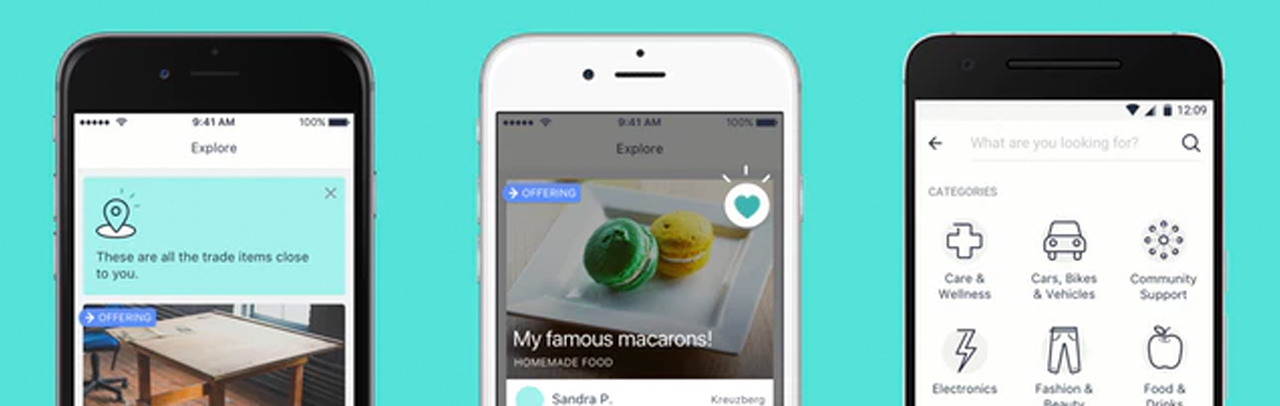 9:41 AM
100%
Explore
These are all the trade items close
to you.
OFFERING
9:41 AM
100%
Explore
OFFERING
My famous macarons!
HOMEMADE FOOD
Sandra P.
Kreuzberg
12:09
What are you looking for?
CATEGORIES
Care &
Wellness
Cars, Bikes
& Vehicles
Community
Support
Electronics
Fashion &
Beauty
Food &
Drinks